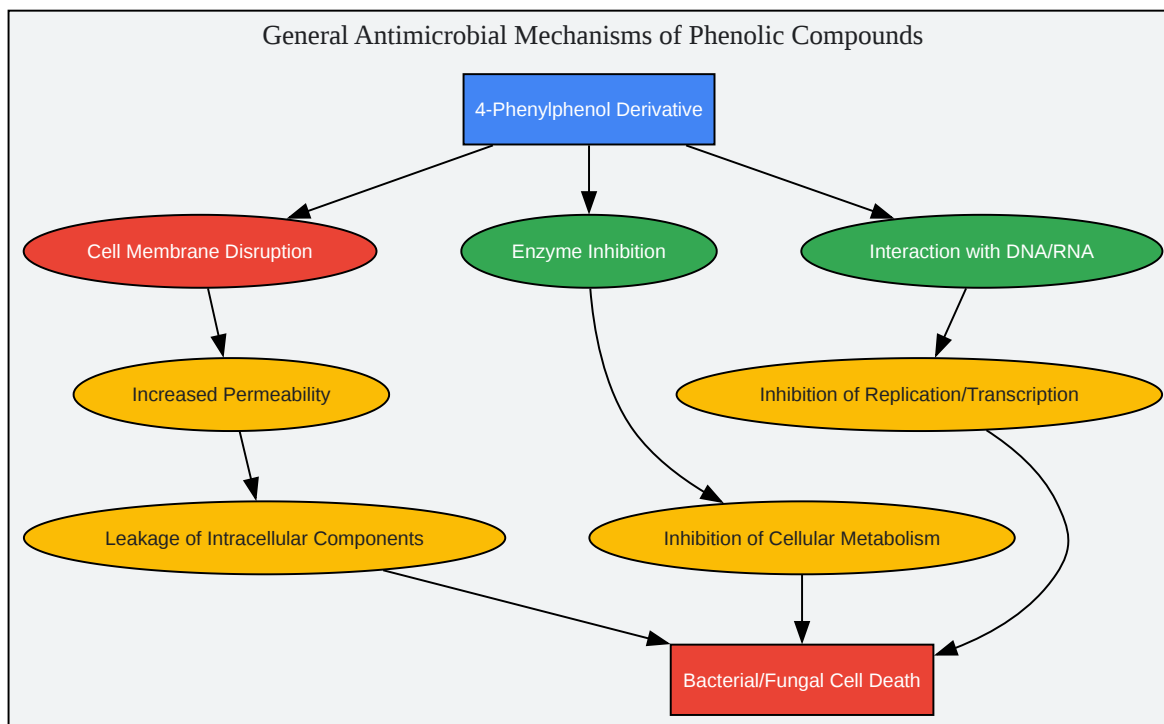 General Antimicrobial Mechanisms of Phenolic Compounds
4-Phenylphenol Derivative
Cell Membrane Disruption
Enzyme Inhibition
Interaction with DNA/RNA
Increased Permeability
Inhibition of Replication/Transcription
Leakage of Intracellular Components
Inhibition of Cellular Metabolism
Bacterial/Fungal Cell Death